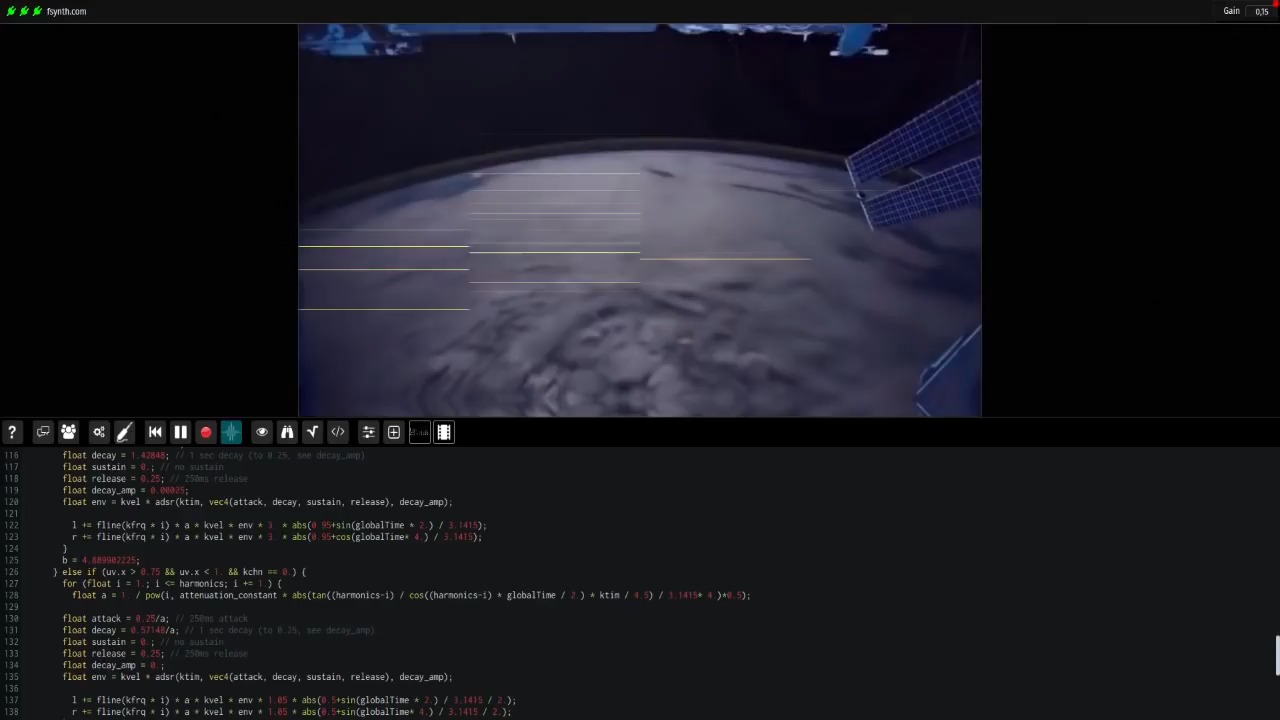 fsynth.com
Gain 0,15
116 float decay = 1.42848; // 1 sec decay (to 0.25, see decay_amp)
117 float sustain = 0.; // no sustain
118 float release = 0.25; // 250ms release
119 float decay_amp = 0.00025;
120 float env = kvel * adsr(ktim, vec4(attack, decay, sustain, release), decay_amp);
121
122 l += fline(kfrq * i) * a * kvel * env * 3. * abs(0.95+sin(globalTime * 2.) / 3.1415);
123 r += fline(kfrq * i) * a * kvel * env * 3. * abs(0.95+cos(globalTime* 4.) / 3.1415);
124 }
125 b = 4.889902225;
126 } else if (uv.x > 0.75 && uv.x < 1. && kchn == 0.) {
127 for (float i = 1.; i <= harmonics; i += 1.) {
128 float a = 1. / pow(i, attenuation_constant * abs(tan((harmonics-i) / cos((harmonics-i) * globalTime / 2.) * ktim / 4.5) / 3.1415* 4.)*0.5);
129
130 float attack = 0.25/a; // 250ms attack
131 float decay = 0.57148/a; // 1 sec decay (to 0.25, see decay_amp)
132 float sustain = 0.; // no sustain
133 float release = 0.25; // 250ms release
134 float decay_amp = 0.;
135 float env = kvel * adsr(ktim, vec4(attack, decay, sustain, release), decay_amp);
136
137 l += fline(kfrq * i) * a * kvel * env * 1.05 * abs(0.5+sin(globalTime * 2.) / 3.1415 / 2.);
138 r += fline(kfrq * i) * a * kvel * env * 1.05 * abs(0.5+sin(globalTime* 4.) / 3.1415 / 2.);